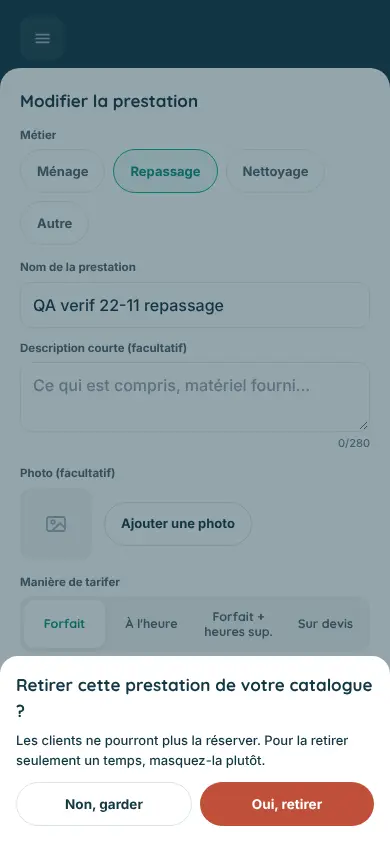 Modifier la prestation
Métier
Ménage
Repassage
Nettoyage
Autre
Nom de la prestation
QA verif 22-11 repassage
Description courte (facultatif)
Ce qui est compris, matériel fourni...
0/280
Photo (facultatif)
Ajouter une photo
Manière de tarifer
Forfait
À l'heure
Forfait +
heures sup.
Sur devis
Retirer cette prestation de votre catalogue
?
Les clients ne pourront plus la réserver. Pour la retirer
seulement un temps, masquez-la plutôt.
Non, garder
Oui, retirer